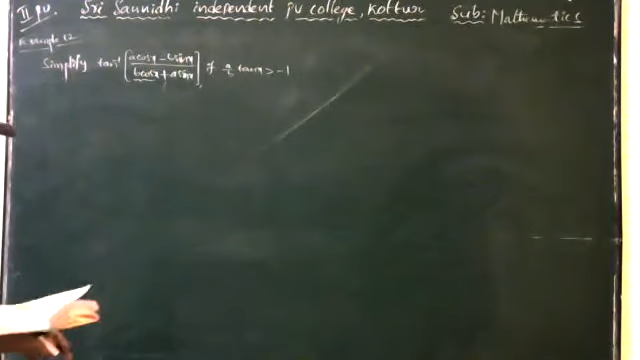 II PU. Sri Sannidhi independent PU college, Kottur Sub: Mathematics
Example 12
Simplify tan⁻¹ [a cos x − b sin x / b cos x + a sin x], if a/b tan x > −1